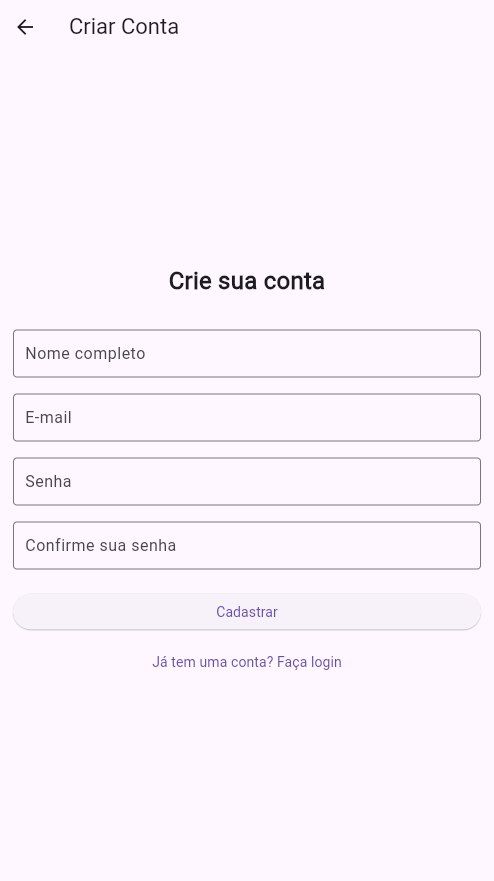 Criar Conta
Crie sua conta
Nome completo
E-mail
Senha
Confirme sua senha
Cadastrar
Já tem uma conta? Faça login